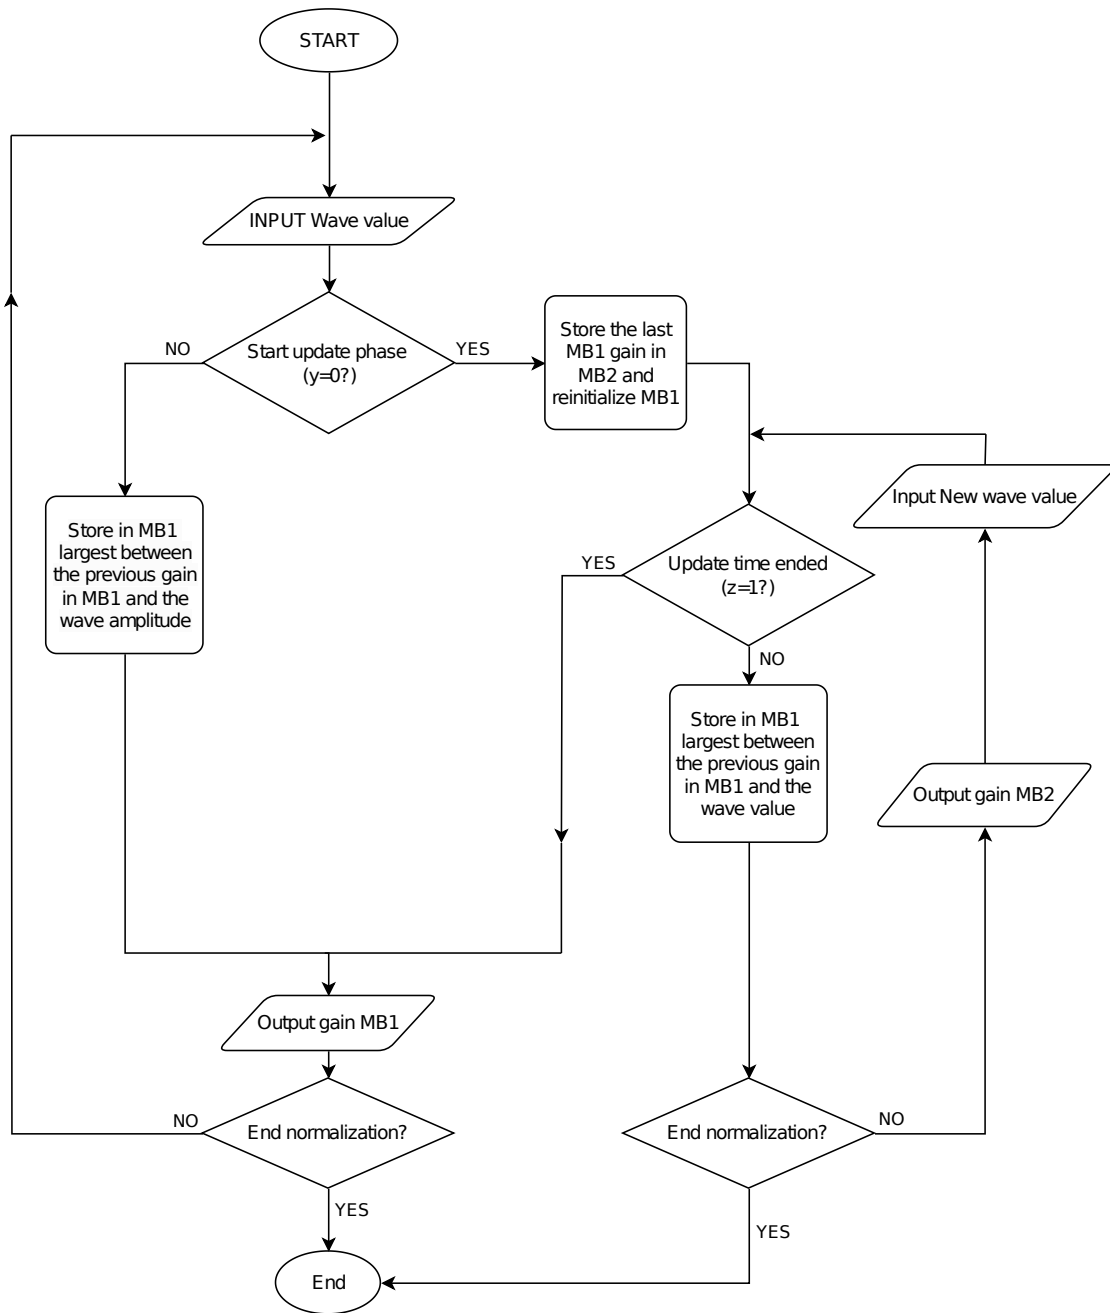 START
INPUT Wave value
NO
Start update phase
(y=0?)
YES
Store the last
MB1 gain in
MB2 and
reinitialize MB1
Input New wave value
Store in MB1
largest between
the previous gain
in MB1 and the
wave amplitude
YES
Update time ended
(z=1?)
NO
Store in MB1
largest between
the previous gain
in MB1 and the
wave value
Output gain MB2
Output gain MB1
NO
End normalization?
YES
End normalization?
NO
YES
End